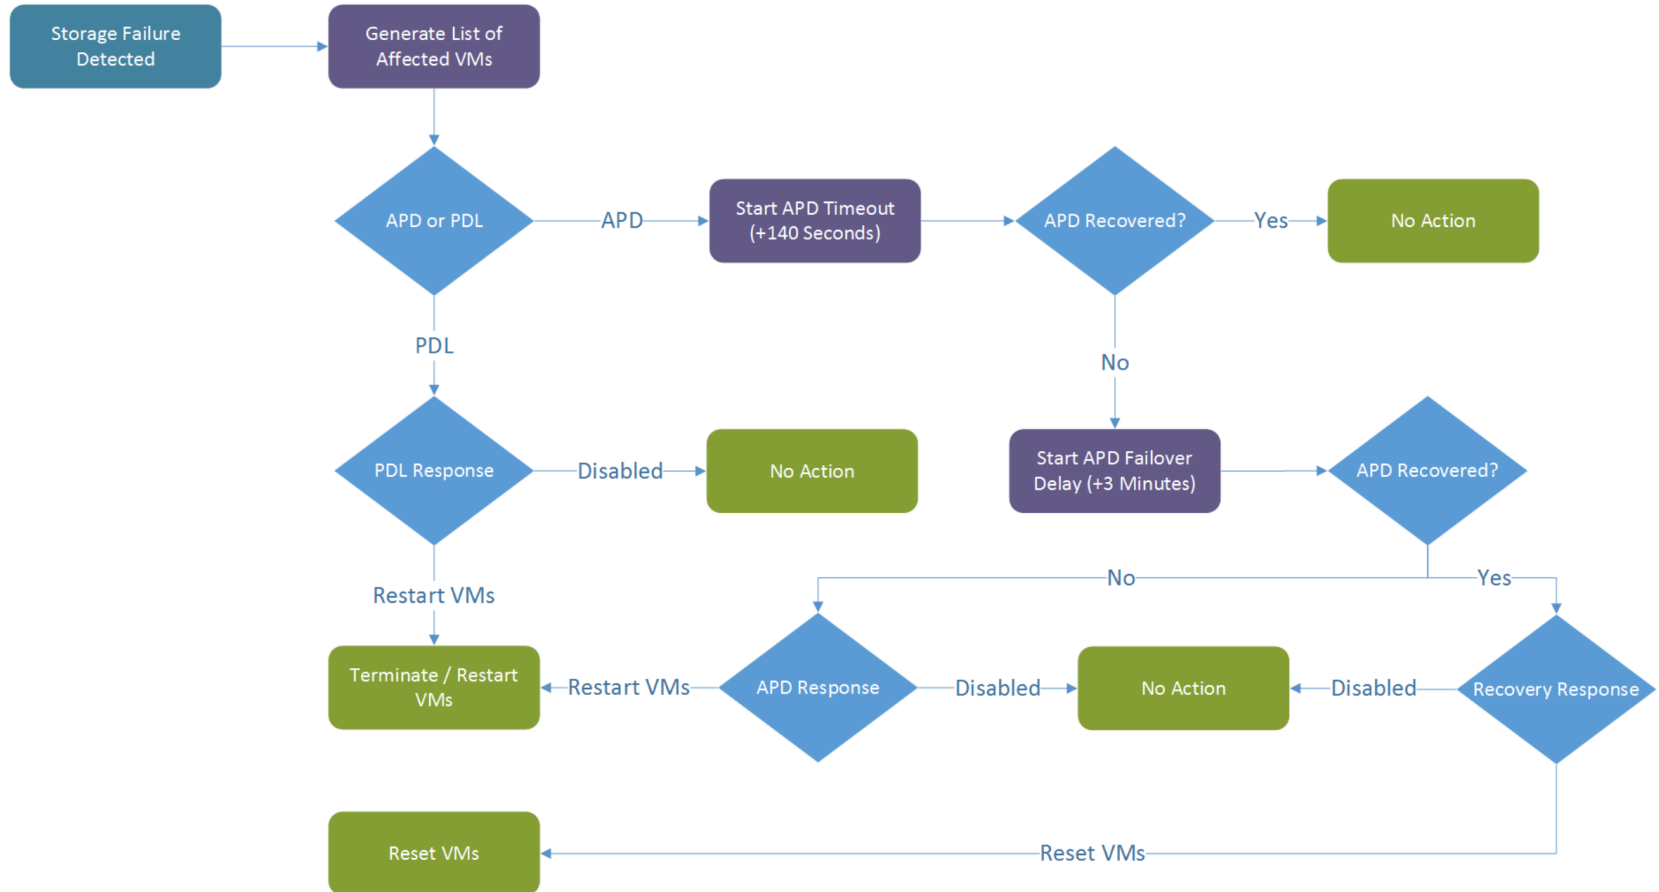 Storage Failure
Detected
Generate List of
Affected VMs
APD or PDL
APD
Start APD Timeout
(+140 Seconds)
APD Recovered?
Yes
No Action
PDL
No
PDL Response
Disabled
No Action
Start APD Failover
Delay (+3 Minutes)
APD Recovered?
Restart VMs
No
Yes
Terminate / Restart
VMs
Restart VMs
APD Response
Disabled
No Action
Disabled
Recovery Response
Reset VMs
Reset VMs